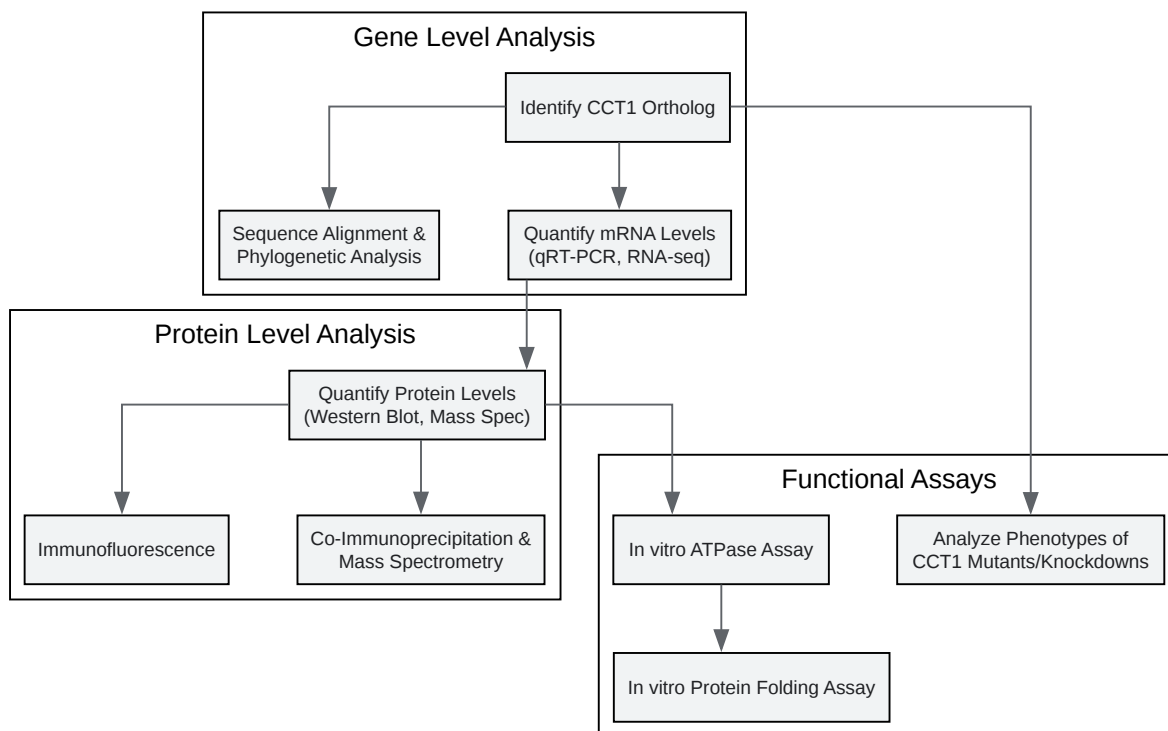 Gene Level Analysis
Identify CCT1 Ortholog
Sequence Alignment &
Phylogenetic Analysis
Quantify mRNA Levels
(qRT-PCR, RNA-seq)
Protein Level Analysis
Quantify Protein Levels
(Western Blot, Mass Spec)
Immunofluorescence
Co-Immunoprecipitation &
Mass Spectrometry
Functional Assays
In vitro ATPase Assay
Analyze Phenotypes of
CCT1 Mutants/Knockdowns
In vitro Protein Folding Assay